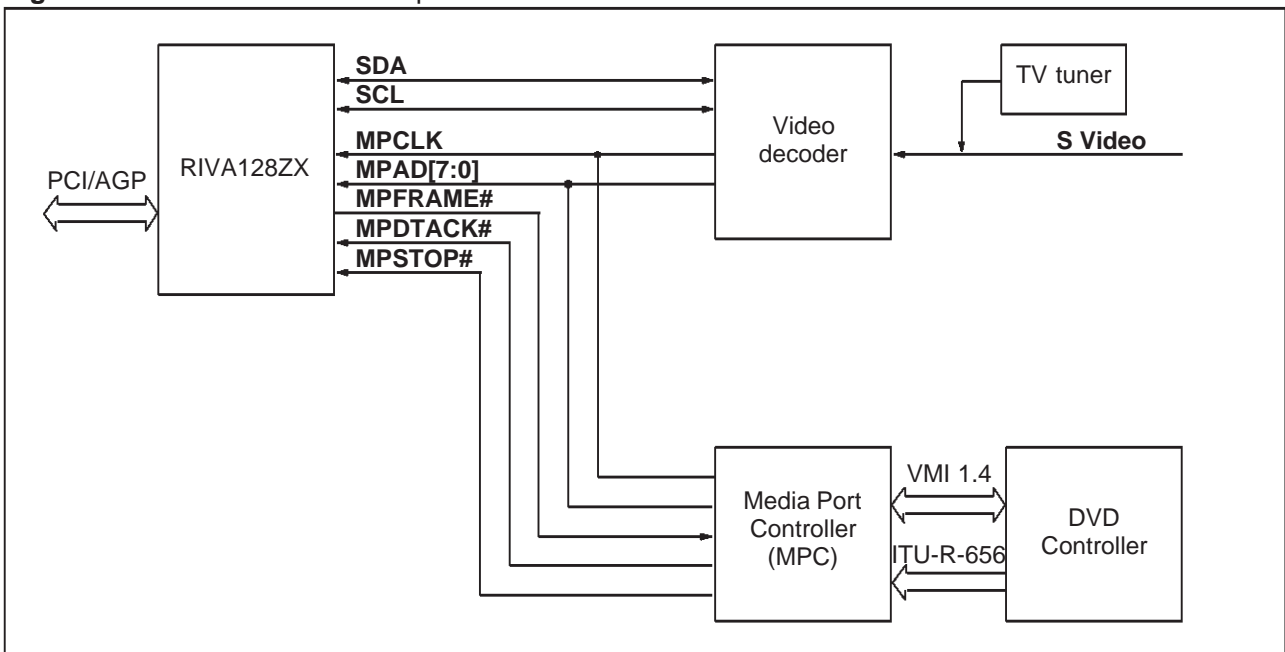 SDA
SCL
MPCLK
MPAD[7:0]
MPFRAME#
MPDTACK#
MPSTOP#
PCI/AGP
RIVA128ZX
Video
decoder
TV tuner
S Video
Media Port
Controller
(MPC)
VMI 1.4
ITU-R-656
DVD
Controller